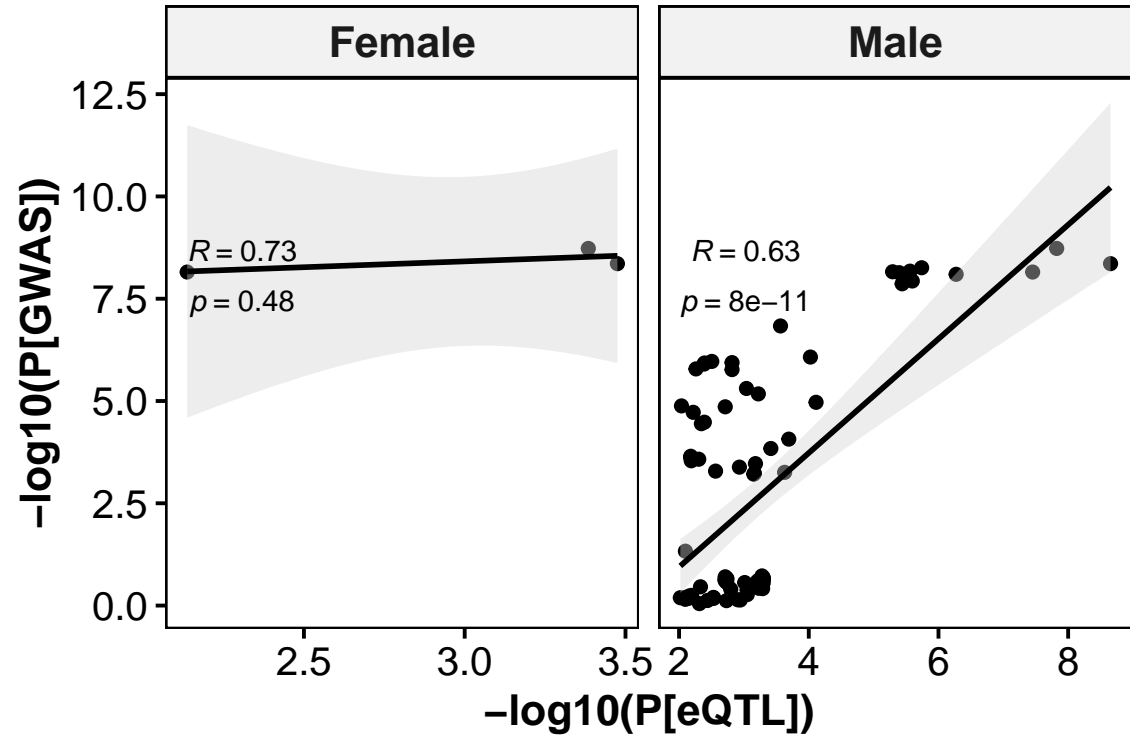 Female
Male
12.5
10.0
7.5
5.0
2.5
0.0
−log10(P[GWAS])
R = 0.73
p = 0.48
R = 0.63
p = 8e−11
2.5
3.0
3.5
2
4
6
8
−log10(P[eQTL])